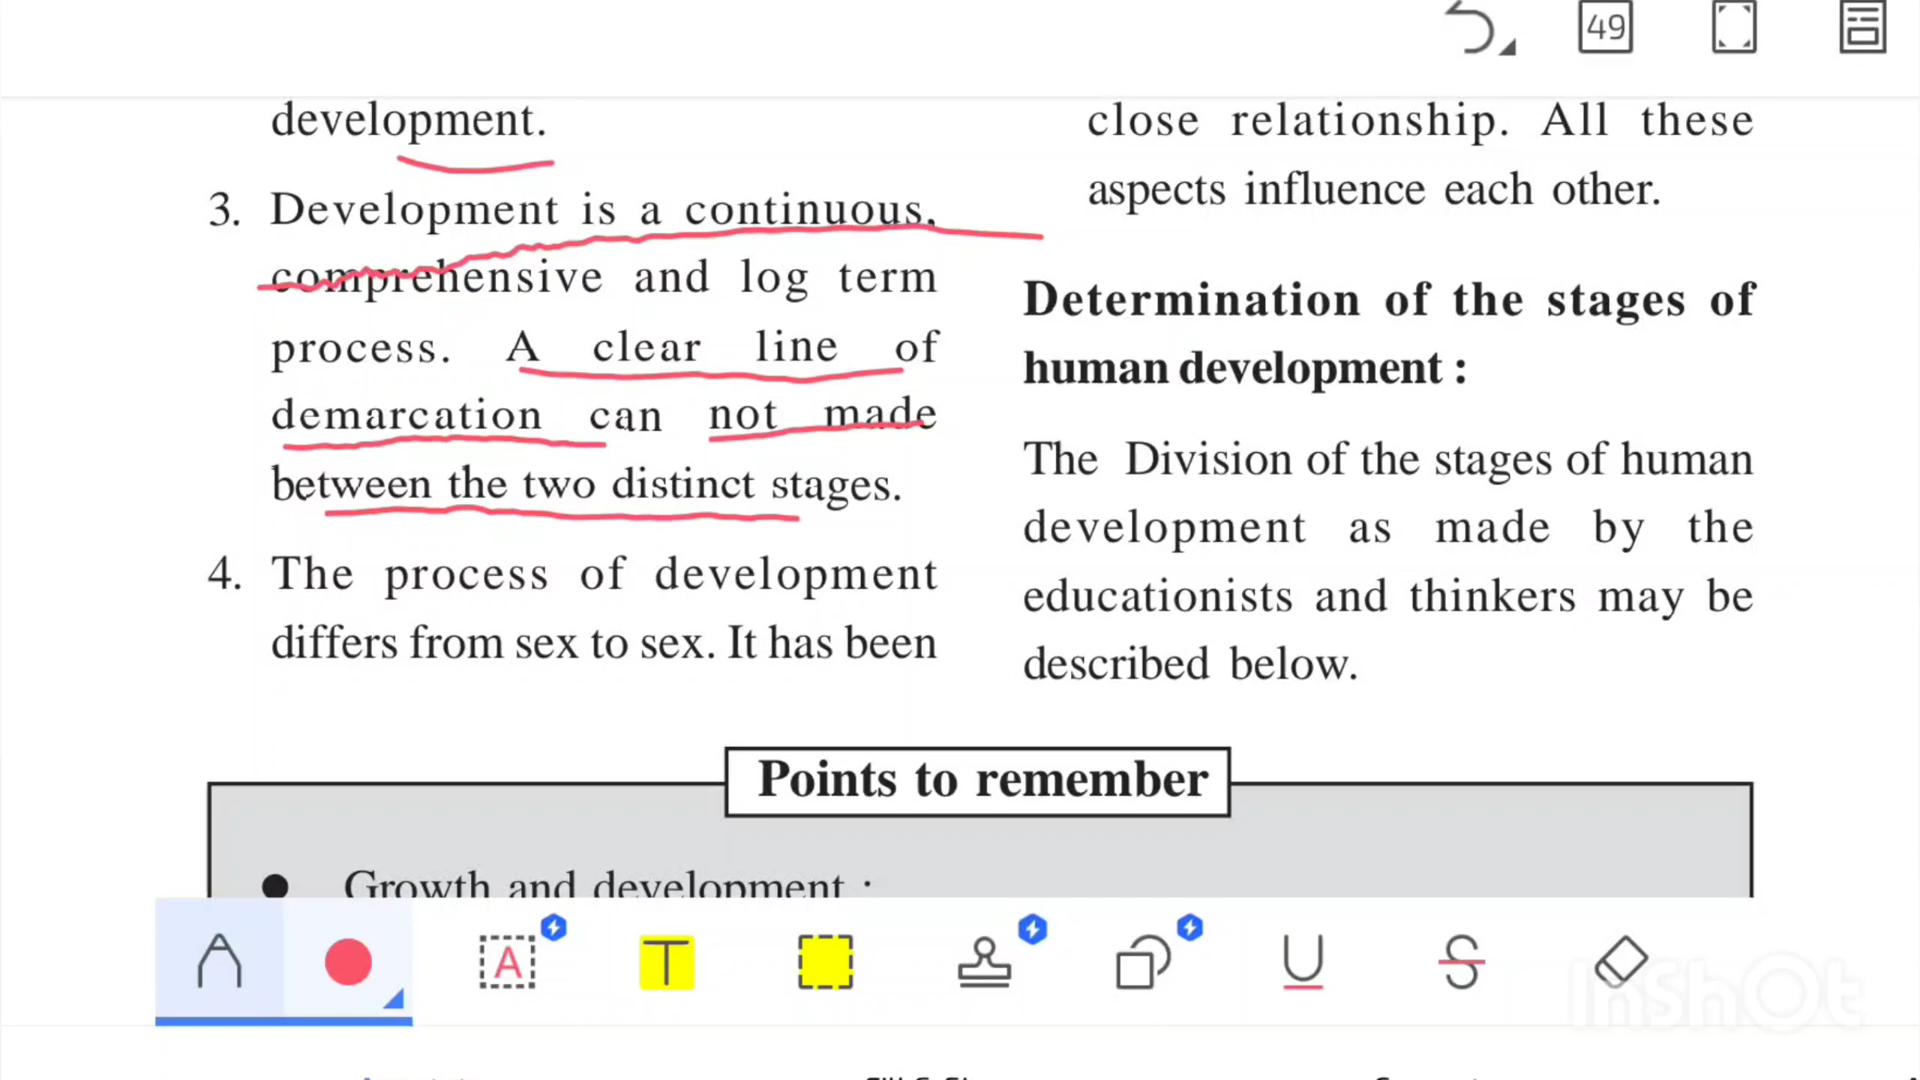 49
development.
3. Development is a continuous,
comprehensive and log term
process. A clear line of
demarcation can not made
between the two distinct stages.
4. The process of development
differs from sex to sex. It has been
close relationship. All these
aspects influence each other.
Determination of the stages of
human development :
The Division of the stages of human
development as made by the
educationists and thinkers may be
described below.
Points to remember
● Growth and development :
InShOt